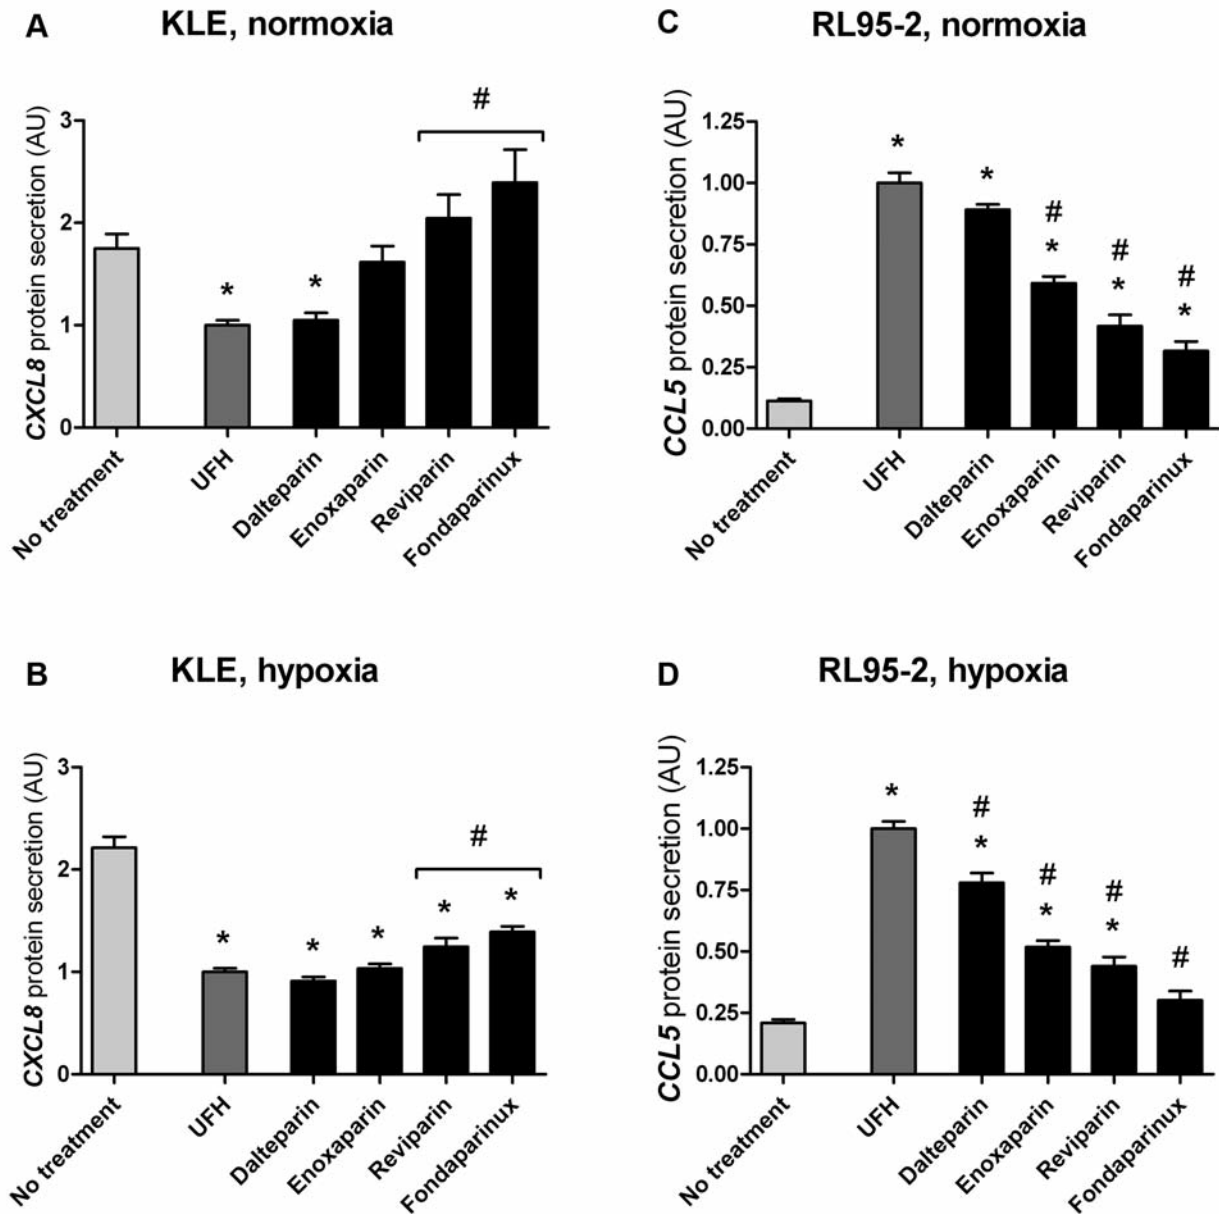 A
KLE, normoxia
CXCL8 protein secretion (AU)
3
2
1
0
#
*
*
No treatment
UFH
Dalteparin
Enoxaparin
Reviparin
Fondaparinux
C
RL95-2, normoxia
CCL5 protein secretion (AU)
1.25
1.00
0.75
0.50
0.25
0.00
*
*
#
*
#
*
#
*
No treatment
UFH
Dalteparin
Enoxaparin
Reviparin
Fondaparinux
B
KLE, hypoxia
CXCL8 protein secretion (AU)
3
2
1
0
#
*
*
*
*
*
No treatment
UFH
Dalteparin
Enoxaparin
Reviparin
Fondaparinux
D
RL95-2, hypoxia
CCL5 protein secretion (AU)
1.25
1.00
0.75
0.50
0.25
0.00
*
#
*
#
*
#
*
#
No treatment
UFH
Dalteparin
Enoxaparin
Reviparin
Fondaparinux